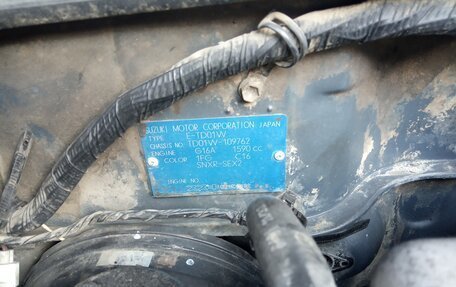 SUZUKI MOTOR CORPORATION JAPAN
TYPE E-TD01W
CHASSIS NO. TD01W-109762
ENGINE G16A 1590 CC
COLOR 1FG C16
SNXR-SEX2
ENGINE NO.